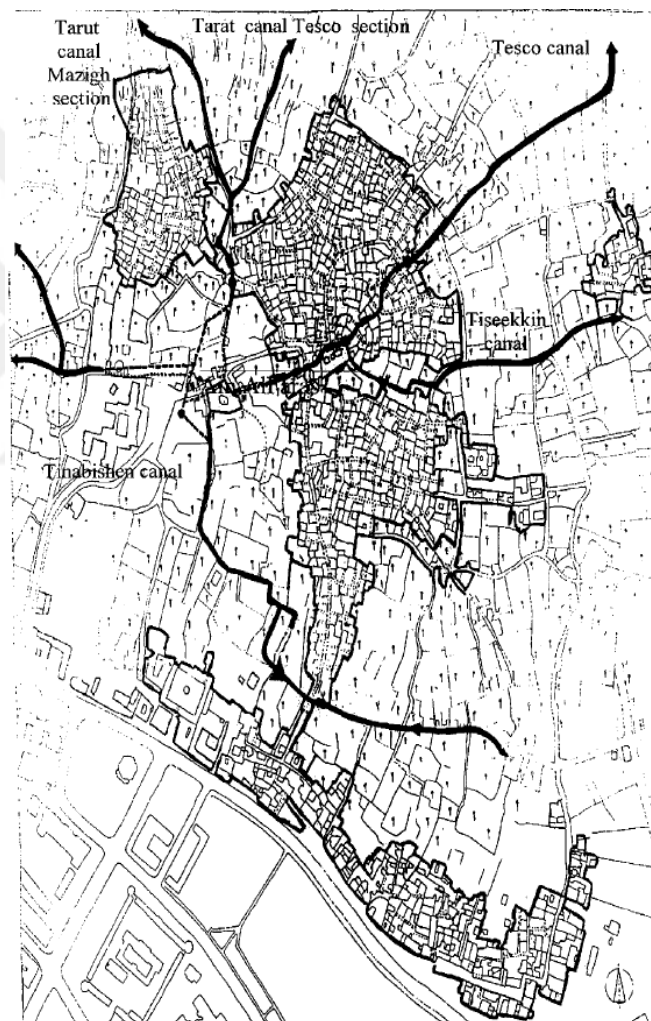 Tarut
canal
Mazigh
section
Tarat canal Tesco section
Tesco canal
Tiseekkin
canal
Tinabishen canal